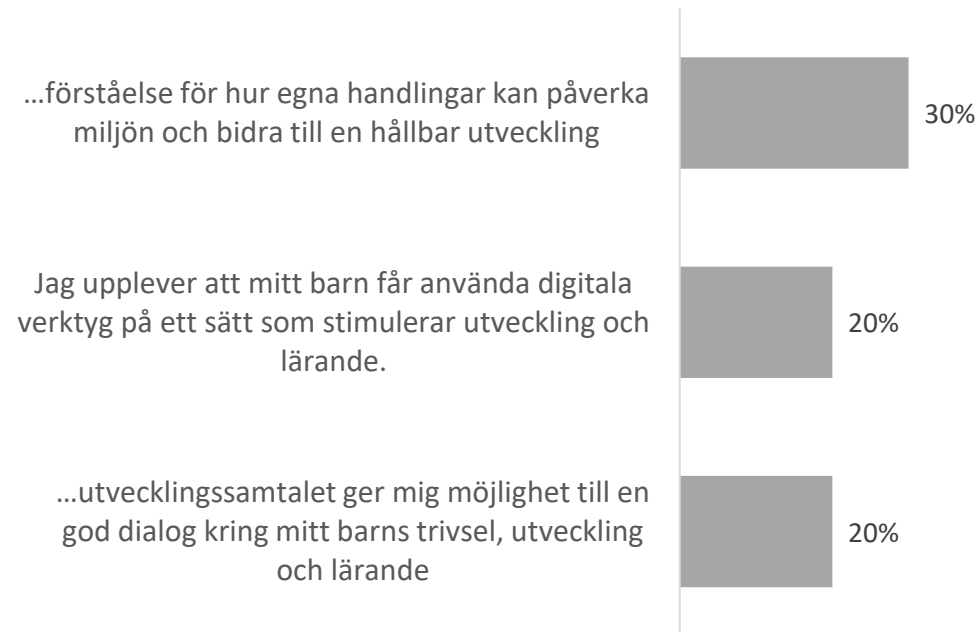 …förståelse för hur egna handlingar kan påverka
miljön och bidra till en hållbar utveckling
30%
Jag upplever att mitt barn får använda digitala
verktyg på ett sätt som stimulerar utveckling och
lärande.
20%
…utvecklingssamtalet ger mig möjlighet till en
god dialog kring mitt barns trivsel, utveckling
och lärande
20%